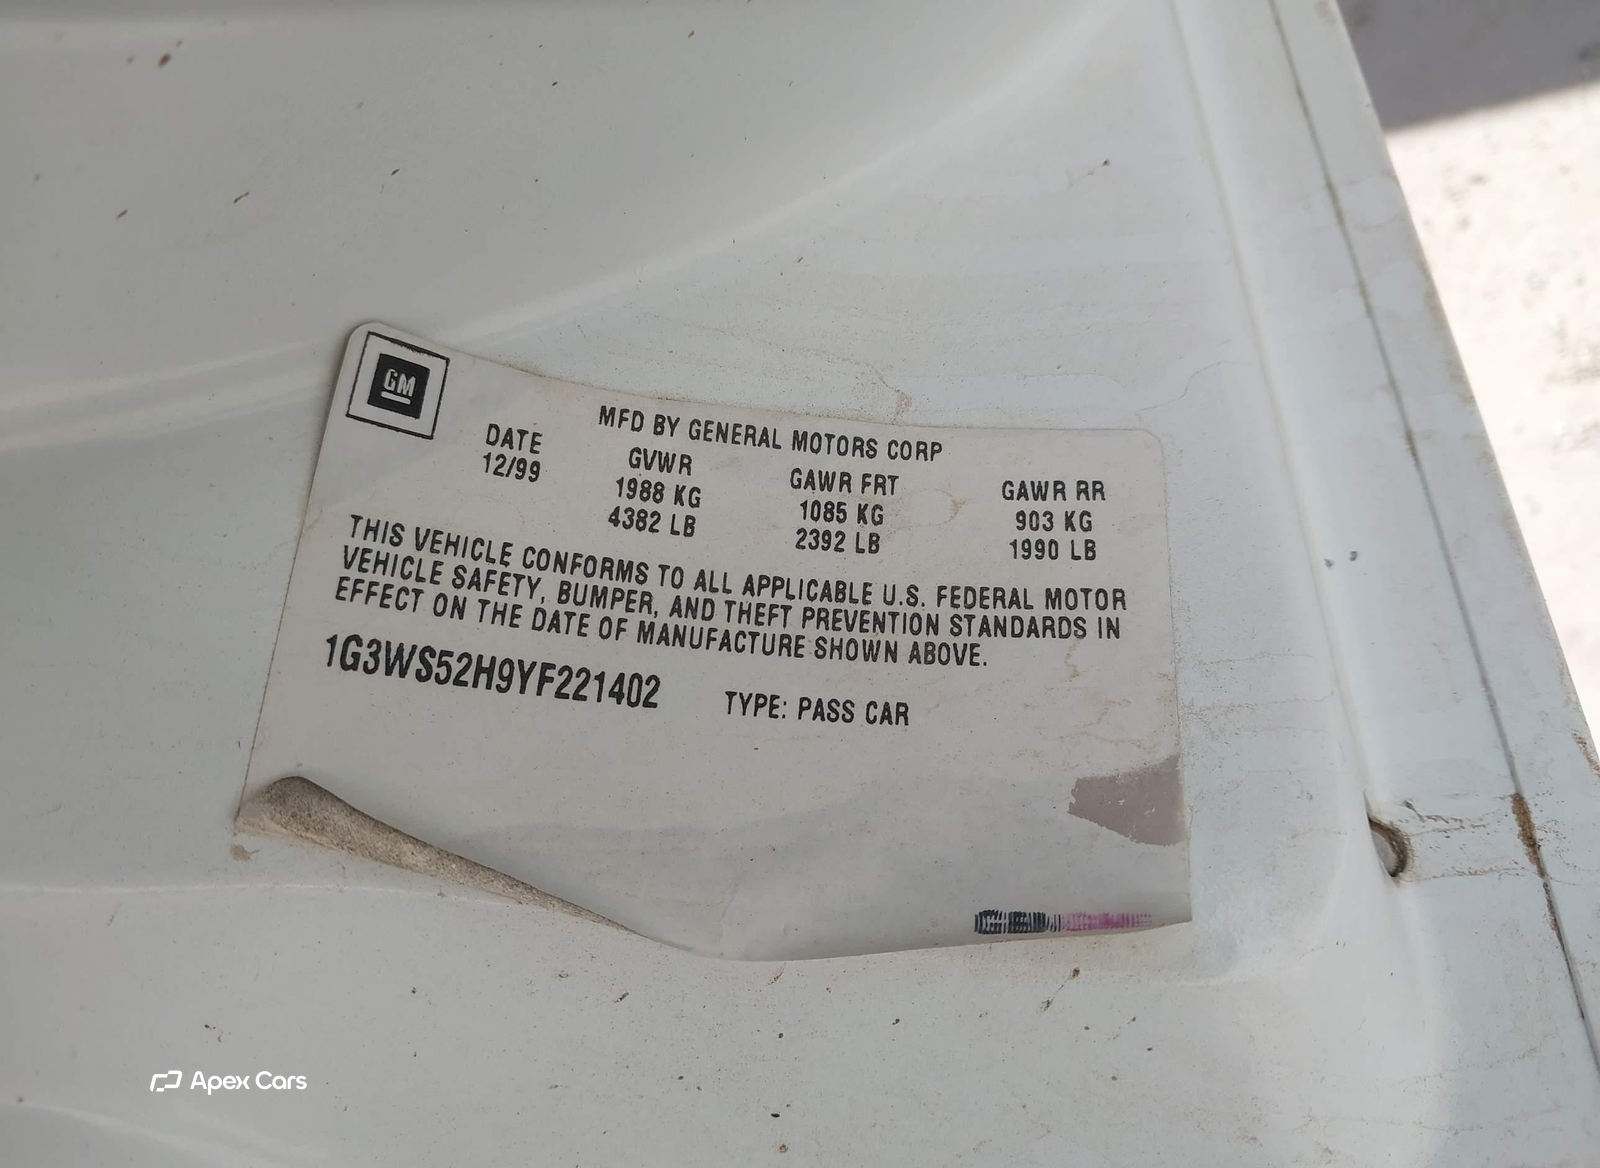 GM
MFD BY GENERAL MOTORS CORP
DATE GVWR GAWR FRT GAWR RR
12/99 1988 KG 1085 KG 903 KG
4382 LB 2392 LB 1990 LB
THIS VEHICLE CONFORMS TO ALL APPLICABLE U.S. FEDERAL MOTOR
VEHICLE SAFETY, BUMPER, AND THEFT PREVENTION STANDARDS IN
EFFECT ON THE DATE OF MANUFACTURE SHOWN ABOVE.
1G3WS52H9YF221402 TYPE: PASS CAR
Apex Cars